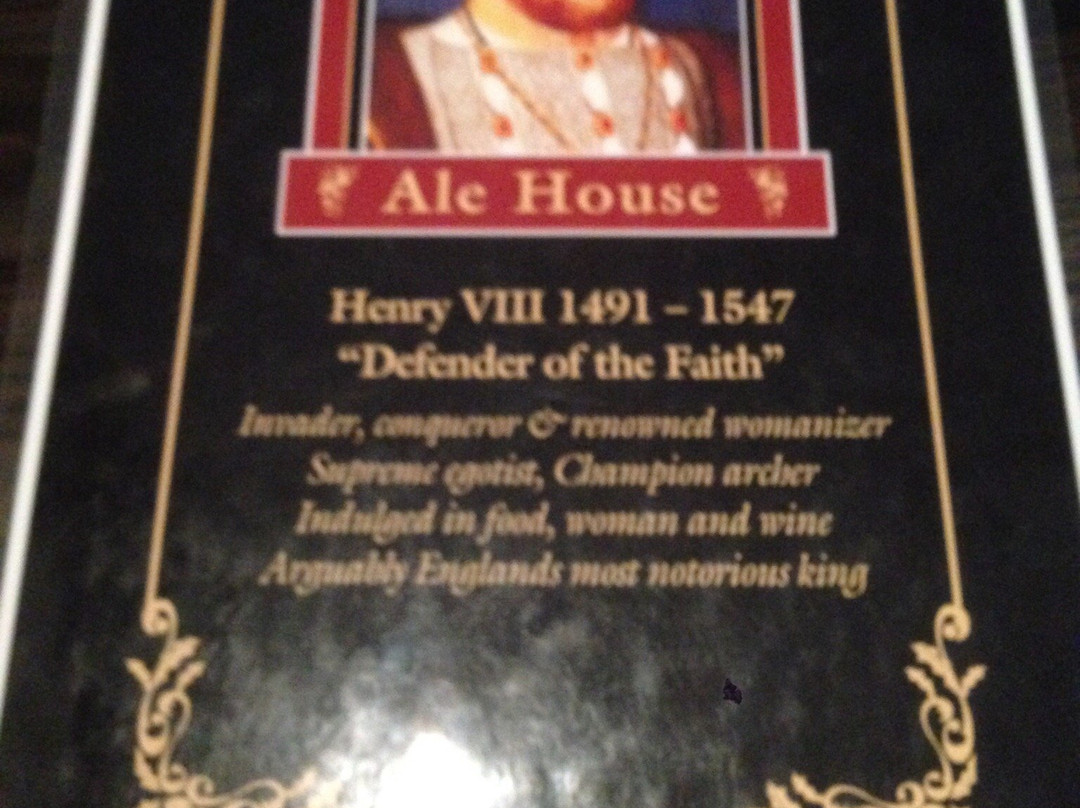 Ale House
Henry VIII 1491 – 1547
“Defender of the Faith”
Invader, conqueror & renowned womanizer
Supreme egotist, Champion archer
Indulged in food, woman and wine
Arguably Englands most notorious king